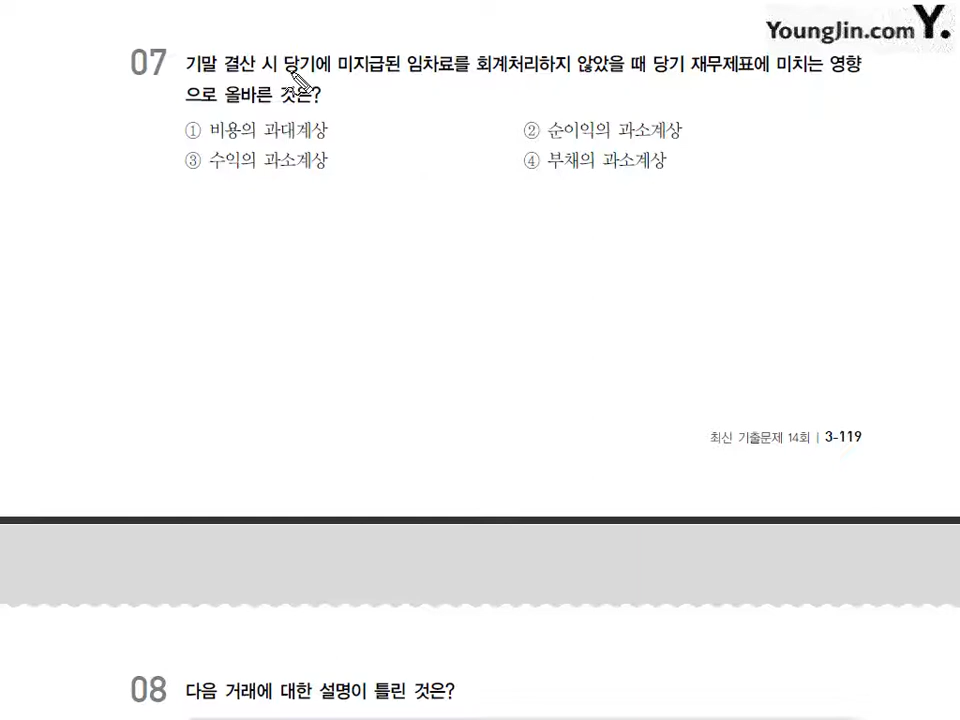 YoungJin.com Y.
07 기말 결산 시 당기에 미지급된 임차료를 회계처리하지 않았을 때 당기 재무제표에 미치는 영향
으로 올바른 것은?
① 비용의 과대계상 ② 순이익의 과소계상
③ 수익의 과소계상 ④ 부채의 과소계상
최신 기출문제 14회 | 3-119
08 다음 거래에 대한 설명이 틀린 것은?